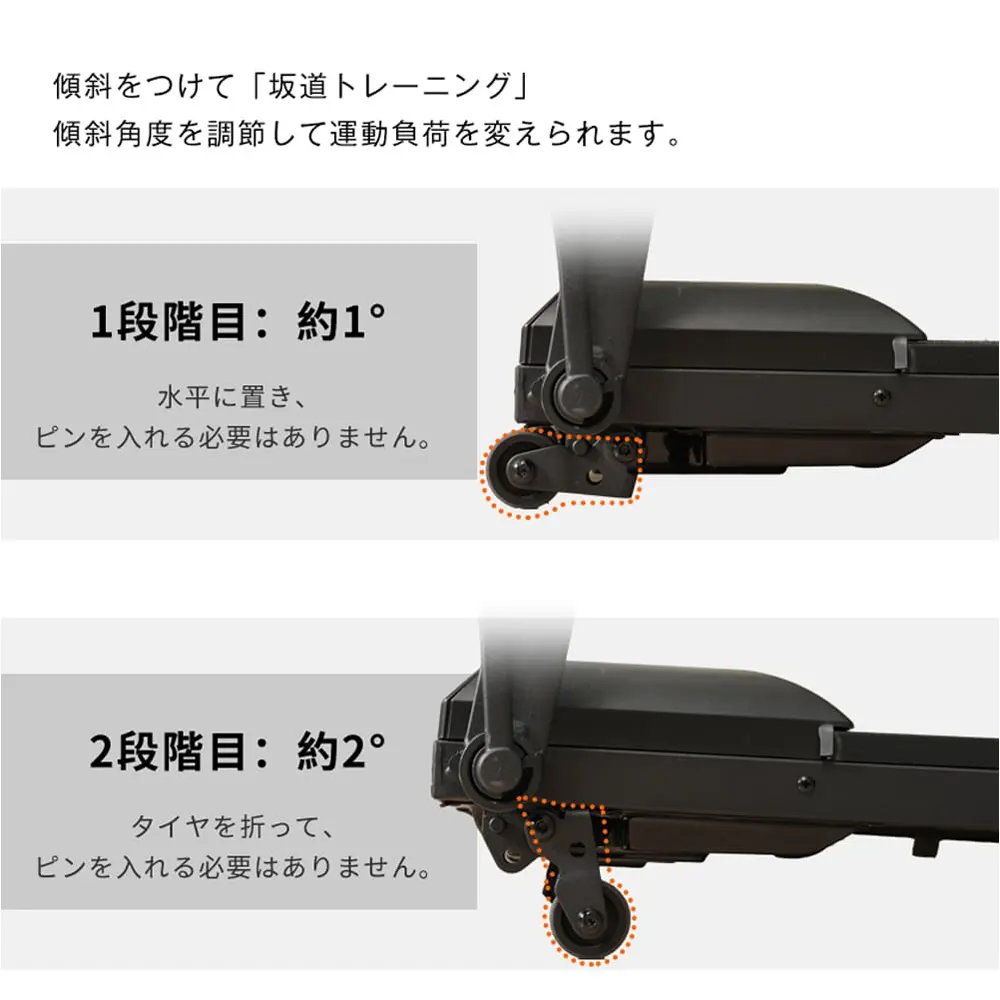 傾斜をつけて「坂道トレーニング」
傾斜角度を調節して運動負荷を変えられます。
1段階目：約1°
水平に置き、
ピンを入れる必要はありません。
2段階目：約2°
タイヤを折って、
ピンを入れる必要はありません。